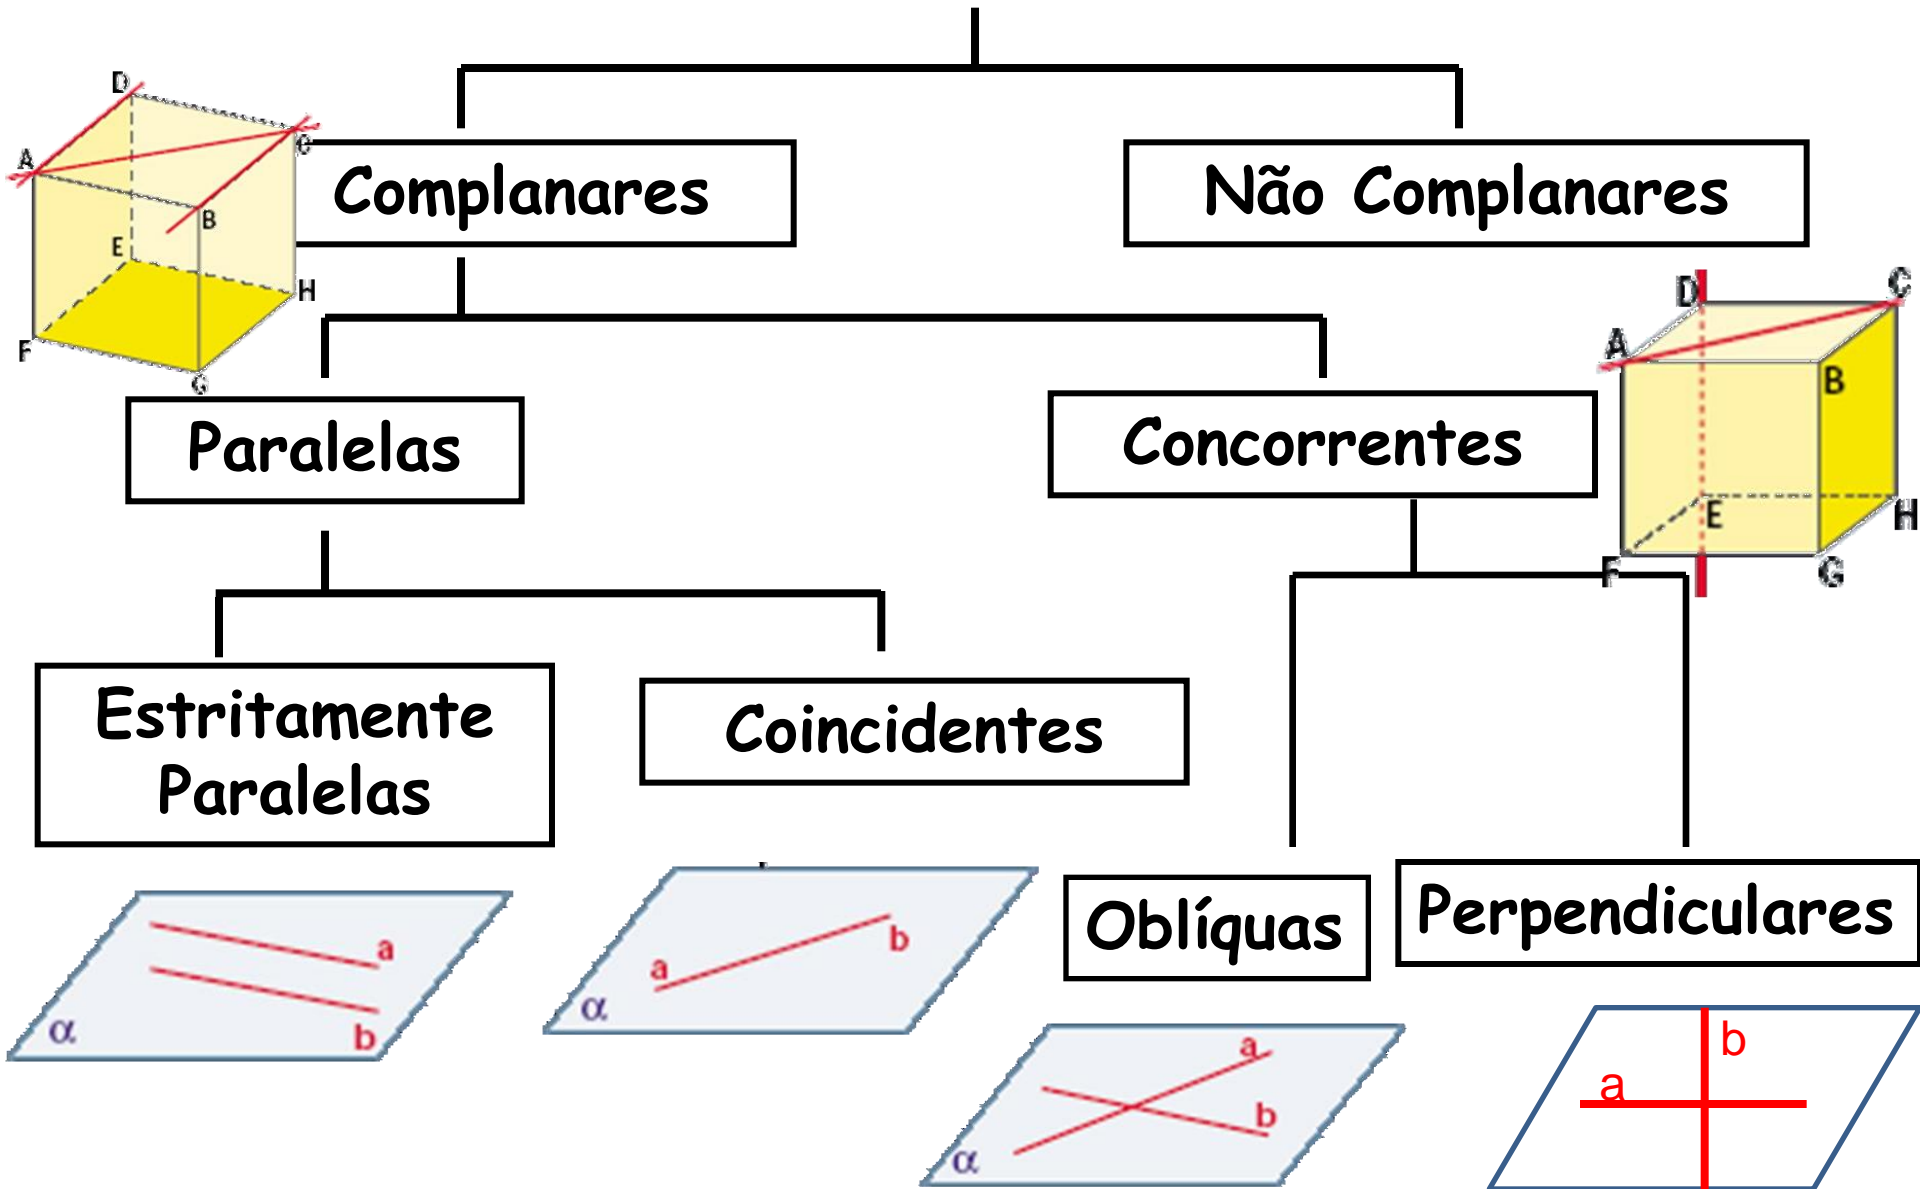 Complanares
Não Complanares
D
A
C
B
E
H
F
G
D
C
A
B
E
H
F
G
Paralelas
Concorrentes
Estritamente
Paralelas
Coincidentes
Oblíquas
Perpendiculares
a
b
α
a
b
α
a
b
α
b
a